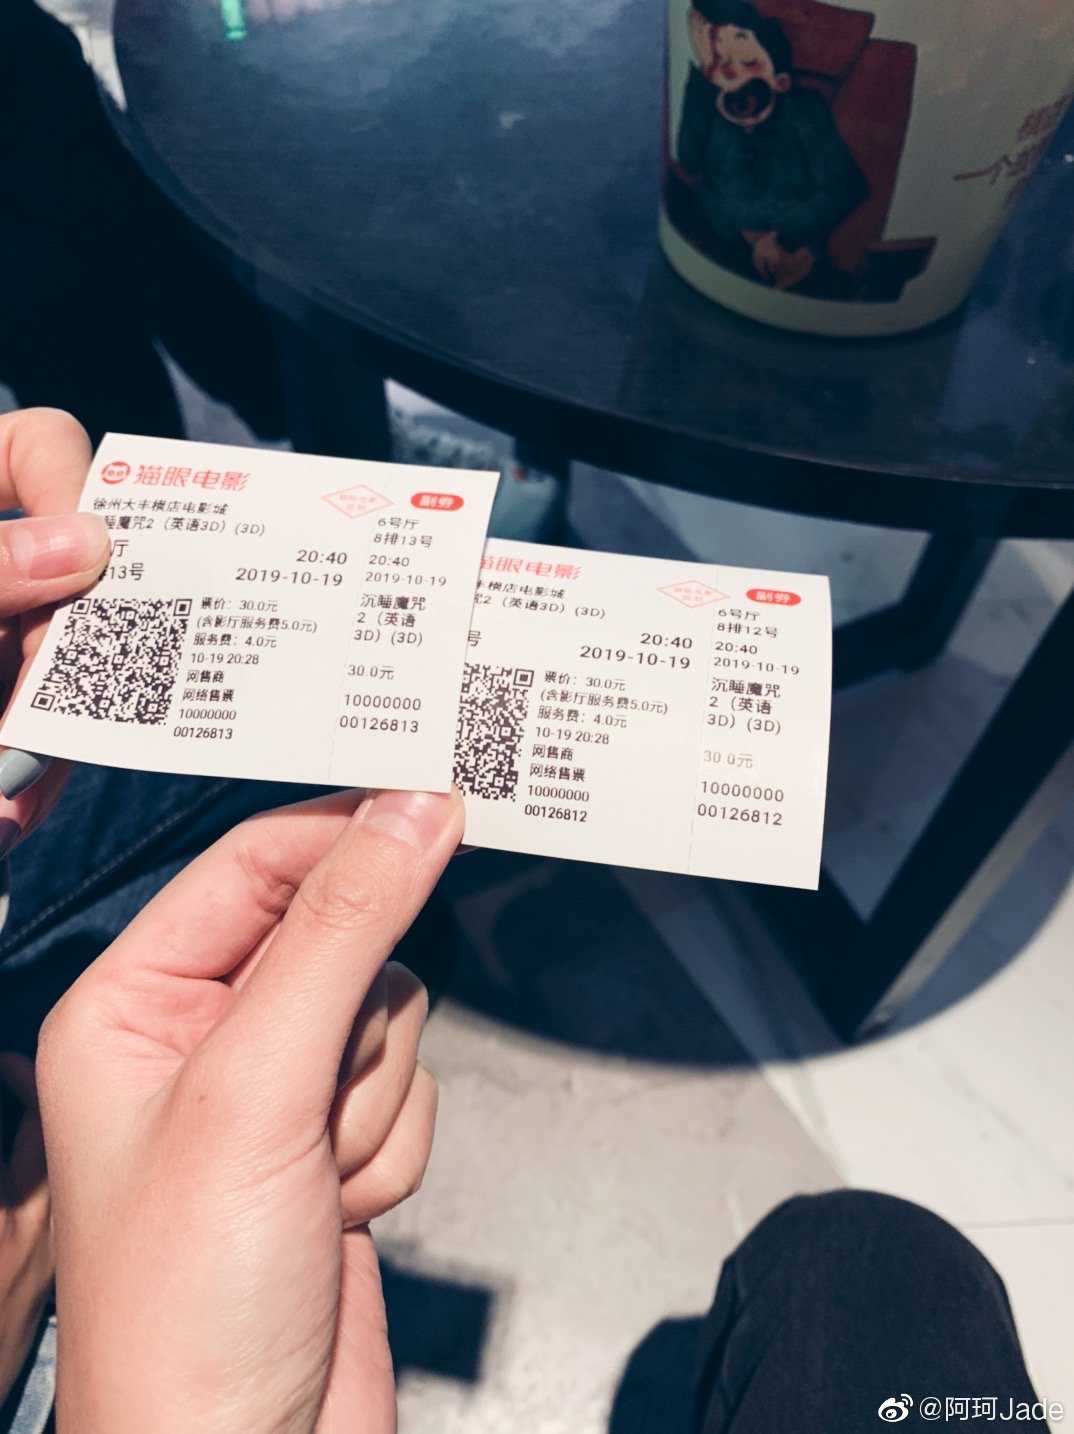 猫眼电影
徐州大丰横店电影城
睡魔咒2（英语3D）(3D)
厅
13号
20:40
2019-10-19
票价：30.0元
(含影厅服务费5.0元)
服务费：4.0元
10-19 20:28
网售商
网络售票
10000000
00126813
副券
6号厅
8排13号
20:40
2019-10-19
沉睡魔咒
2（英语
3D）(3D)
30.0元
10000000
00126813
猫眼电影
丰横店电影城
咒2（英语3D）(3D)
号
20:40
2019-10-19
票价：30.0元
(含影厅服务费5.0元)
服务费：4.0元
10-19 20:28
网售商
网络售票
10000000
00126812
副券
6号厅
8排12号
20:40
2019-10-19
沉睡魔咒
2（英语
3D）(3D)
30.0元
10000000
00126812
一个
@阿珂Jade